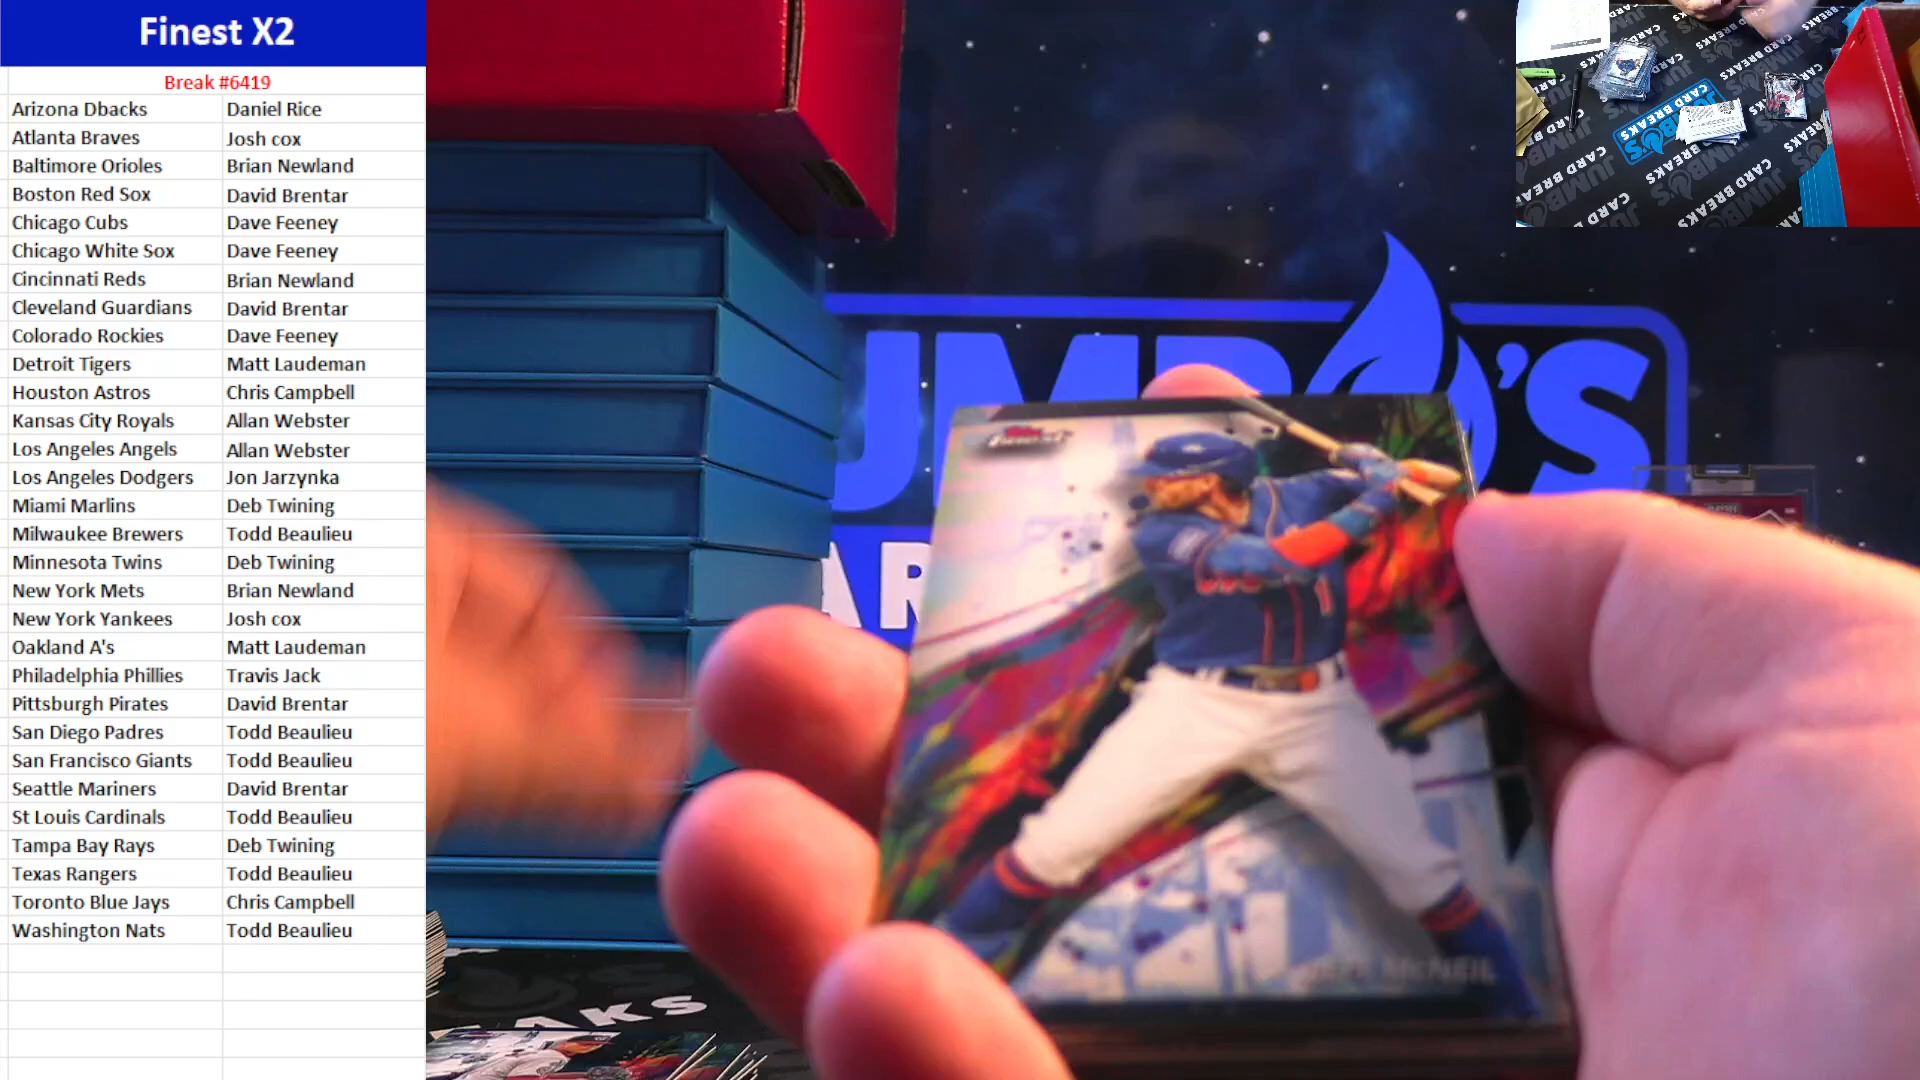 Finest X2
Break #6419
Arizona Dbacks Daniel Rice
Atlanta Braves Josh cox
Baltimore Orioles Brian Newland
Boston Red Sox David Brentar
Chicago Cubs Dave Feeney
Chicago White Sox Dave Feeney
Cincinnati Reds Brian Newland
Cleveland Guardians David Brentar
Colorado Rockies Dave Feeney
Detroit Tigers Matt Laudeman
Houston Astros Chris Campbell
Kansas City Royals Allan Webster
Los Angeles Angels Allan Webster
Los Angeles Dodgers Jon Jarzynka
Miami Marlins Deb Twining
Milwaukee Brewers Todd Beaulieu
Minnesota Twins Deb Twining
New York Mets Brian Newland
New York Yankees Josh cox
Oakland A's Matt Laudeman
Philadelphia Phillies Travis Jack
Pittsburgh Pirates David Brentar
San Diego Padres Todd Beaulieu
San Francisco Giants Todd Beaulieu
Seattle Mariners David Brentar
St Louis Cardinals Todd Beaulieu
Tampa Bay Rays Deb Twining
Texas Rangers Todd Beaulieu
Toronto Blue Jays Chris Campbell
Washington Nats Todd Beaulieu
JUMBO'S
CARD BREAKS
JUMBO'S
MCNEIL